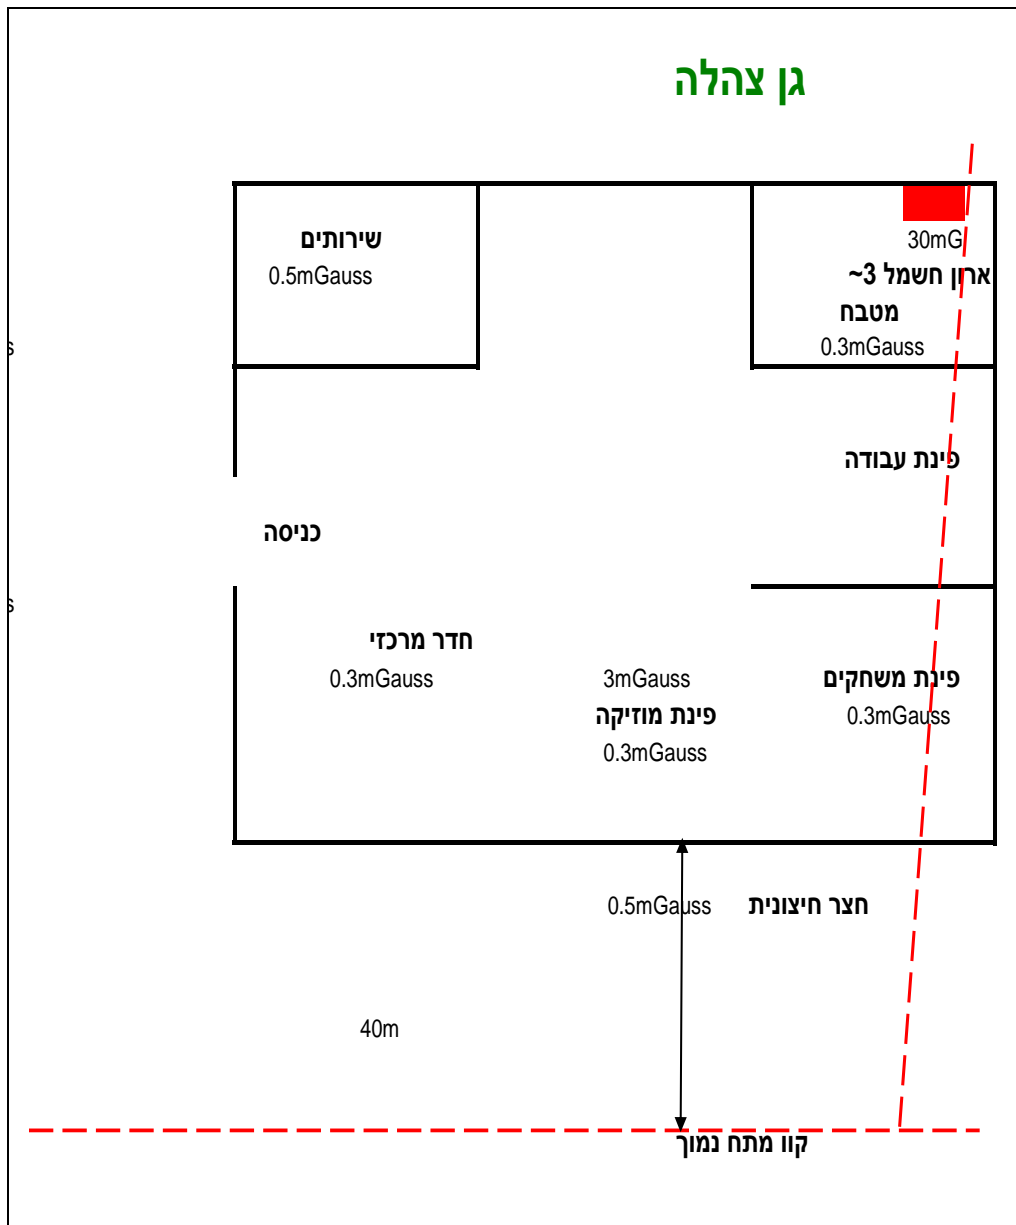 גן צהלה
שירותים
0.5mGauss
30mG
ארון חשמל 3~
מטבח
0.3mGauss
פינת עבודה
כניסה
חדר מרכזי
0.3mGauss
3mGauss
פינת מוזיקה
0.3mGauss
פינת משחקים
0.3mGauss
חצר חיצונית
0.5mGauss
40m
קוו מתח נמוך